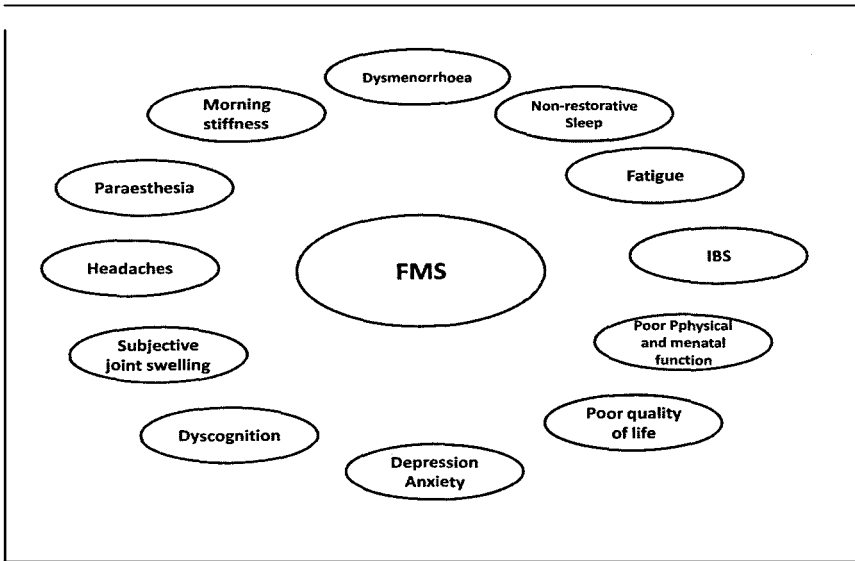 Dysmenorrhoea
Morning
stiffness
Non-restorative
Sleep
Paraesthesia
Fatigue
Headaches
FMS
IBS
Subjective
joint swelling
Poor Pphysical
and menatal
function
Dyscognition
Poor quality
of life
Depression
Anxiety